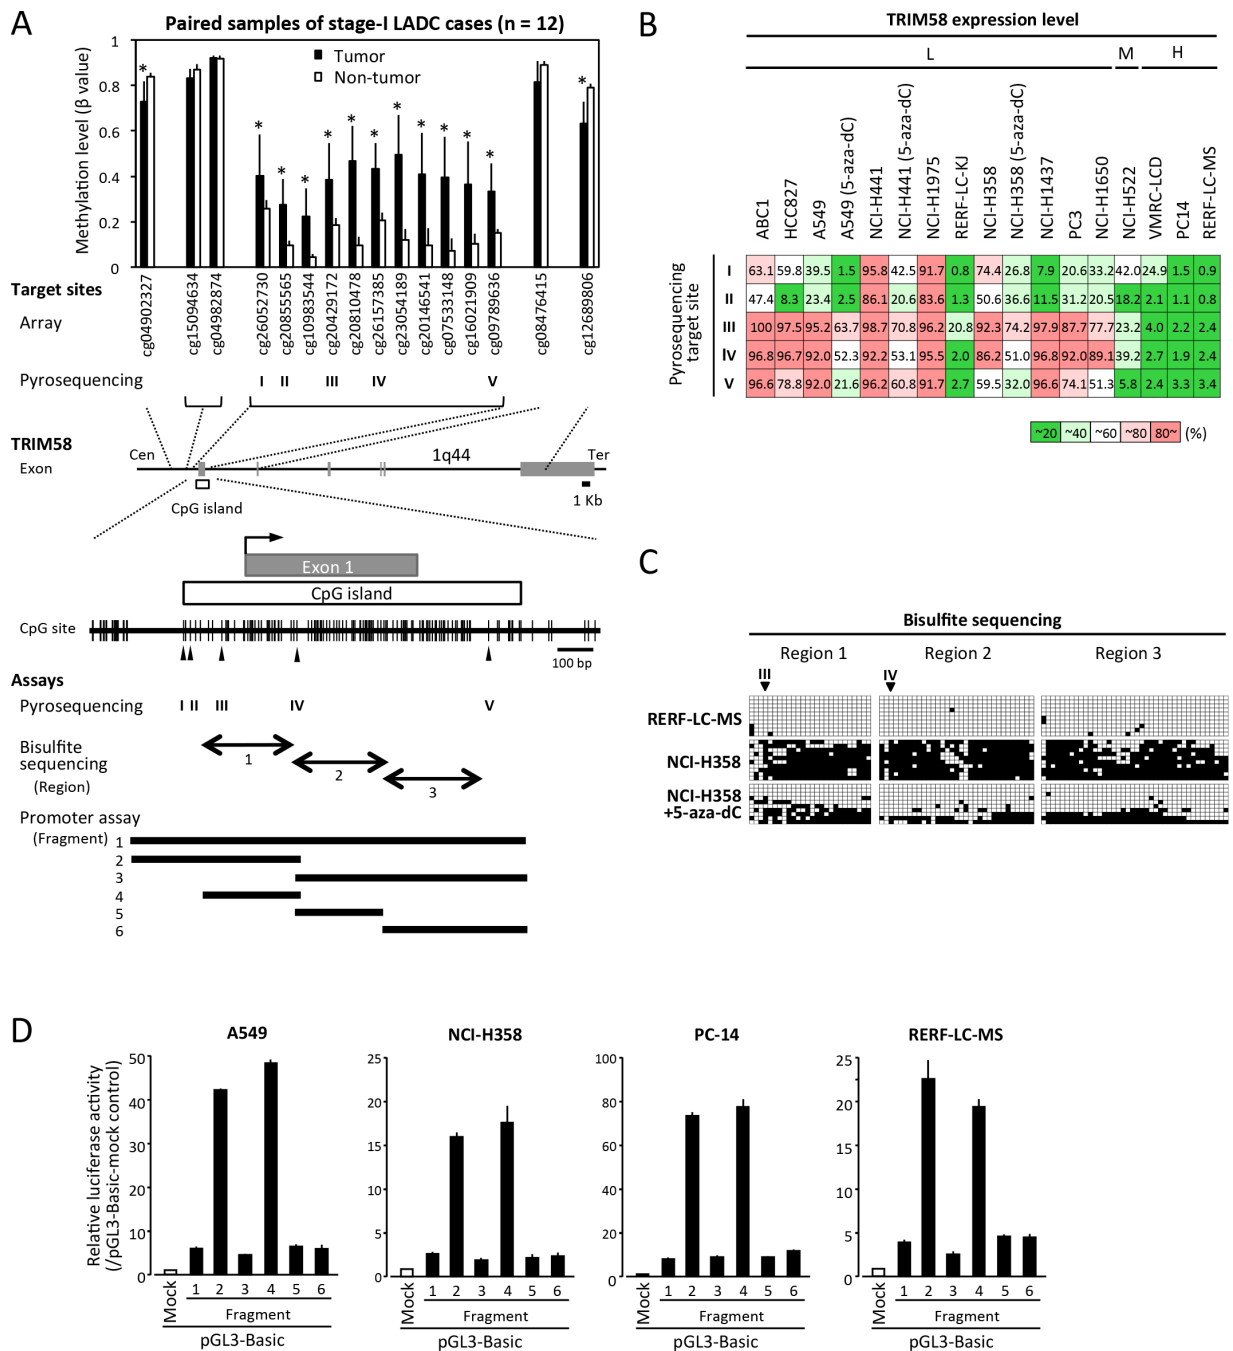 A
Paired samples of stage-I LADC cases (n = 12)
Methylation level (β value)
1
0.8
0.6
0.4
0.2
0
Tumor
Non-tumor
* * * * * * * * * * * * *
Target sites
Array
cg04902327
cg15094634
cg04982874
cg26052730
cg20855565
cg10983544
cg20429172
cg20810478
cg26157385
cg23054189
cg20146541
cg07533148
cg16021909
cg09789636
cg08476415
cg12689806
Pyrosequencing I II III IV V
TRIM58
Cen 1q44 Ter
Exon
CpG island
1 Kb
Exon 1
CpG island
CpG site
100 bp
Assays
Pyrosequencing I II III IV V
Bisulfite
sequencing
(Region)
1
2
3
Promoter assay
(Fragment)
1
2
3
4
5
6
B
TRIM58 expression level
L M H
ABC1
HCC827
A549
A549 (5-aza-dC)
NCI-H441
NCI-H441 (5-aza-dC)
NCI-H1975
RERF-LC-KJ
NCI-H358
NCI-H358 (5-aza-dC)
NCI-H1437
PC3
NCI-H1650
NCI-H522
VMRC-LCD
PC14
RERF-LC-MS
Pyrosequencing
target site
I 63.1 59.8 39.5 1.5 95.8 42.5 91.7 0.8 74.4 26.8 7.9 20.6 33.2 42.0 24.9 1.5 0.9
II 47.4 8.3 23.4 2.5 86.1 20.6 83.6 1.3 50.6 36.6 11.5 31.2 20.5 18.2 2.1 1.1 0.8
III 100 97.5 95.2 63.7 98.7 70.8 96.2 20.8 92.3 74.2 97.9 87.7 77.7 23.2 4.0 2.2 2.4
IV 96.8 96.7 92.0 52.3 92.2 53.1 95.5 2.0 86.2 51.0 96.8 92.0 89.1 39.2 2.7 1.9 2.4
V 96.6 78.8 92.0 21.6 96.2 60.8 91.7 2.7 59.5 32.0 96.6 74.1 51.3 5.8 2.4 3.3 3.4
~20 ~40 ~60 ~80 80~ (%)
C
Bisulfite sequencing
Region 1 Region 2 Region 3
III IV
RERF-LC-MS
NCI-H358
NCI-H358
+5-aza-dC
D
Relative luciferase activity
(/pGL3-Basic-mock control)
A549
50
40
30
20
10
0
Mock 1 2 3 4 5 6
Fragment
pGL3-Basic
NCI-H358
25
20
15
10
5
0
Mock 1 2 3 4 5 6
Fragment
pGL3-Basic
PC-14
100
80
60
40
20
0
Mock 1 2 3 4 5 6
Fragment
pGL3-Basic
RERF-LC-MS
25
20
15
10
5
0
Mock 1 2 3 4 5 6
Fragment
pGL3-Basic